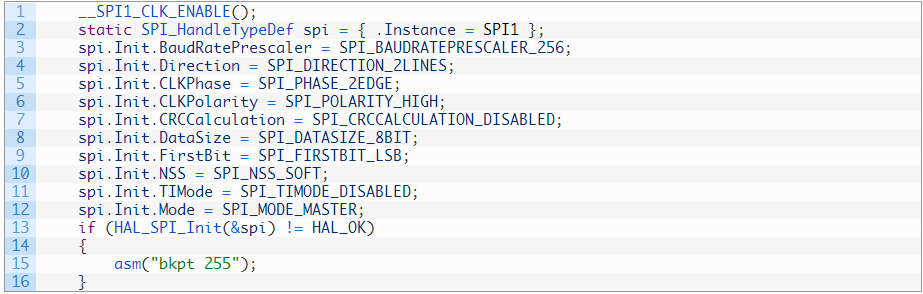 1 __SPI1_CLK_ENABLE();
2 static SPI_HandleTypeDef spi = { .Instance = SPI1 };
3 spi.Init.BaudRatePrescaler = SPI_BAUDRATEPRESCALER_256;
4 spi.Init.Direction = SPI_DIRECTION_2LINES;
5 spi.Init.CLKPhase = SPI_PHASE_2EDGE;
6 spi.Init.CLKPolarity = SPI_POLARITY_HIGH;
7 spi.Init.CRCCalculation = SPI_CRCCALCULATION_DISABLED;
8 spi.Init.DataSize = SPI_DATASIZE_8BIT;
9 spi.Init.FirstBit = SPI_FIRSTBIT_LSB;
10 spi.Init.NSS = SPI_NSS_SOFT;
11 spi.Init.TIMode = SPI_TIMODE_DISABLED;
12 spi.Init.Mode = SPI_MODE_MASTER;
13 if (HAL_SPI_Init(&spi) != HAL_OK)
14 {
15 asm("bkpt 255");
16 }